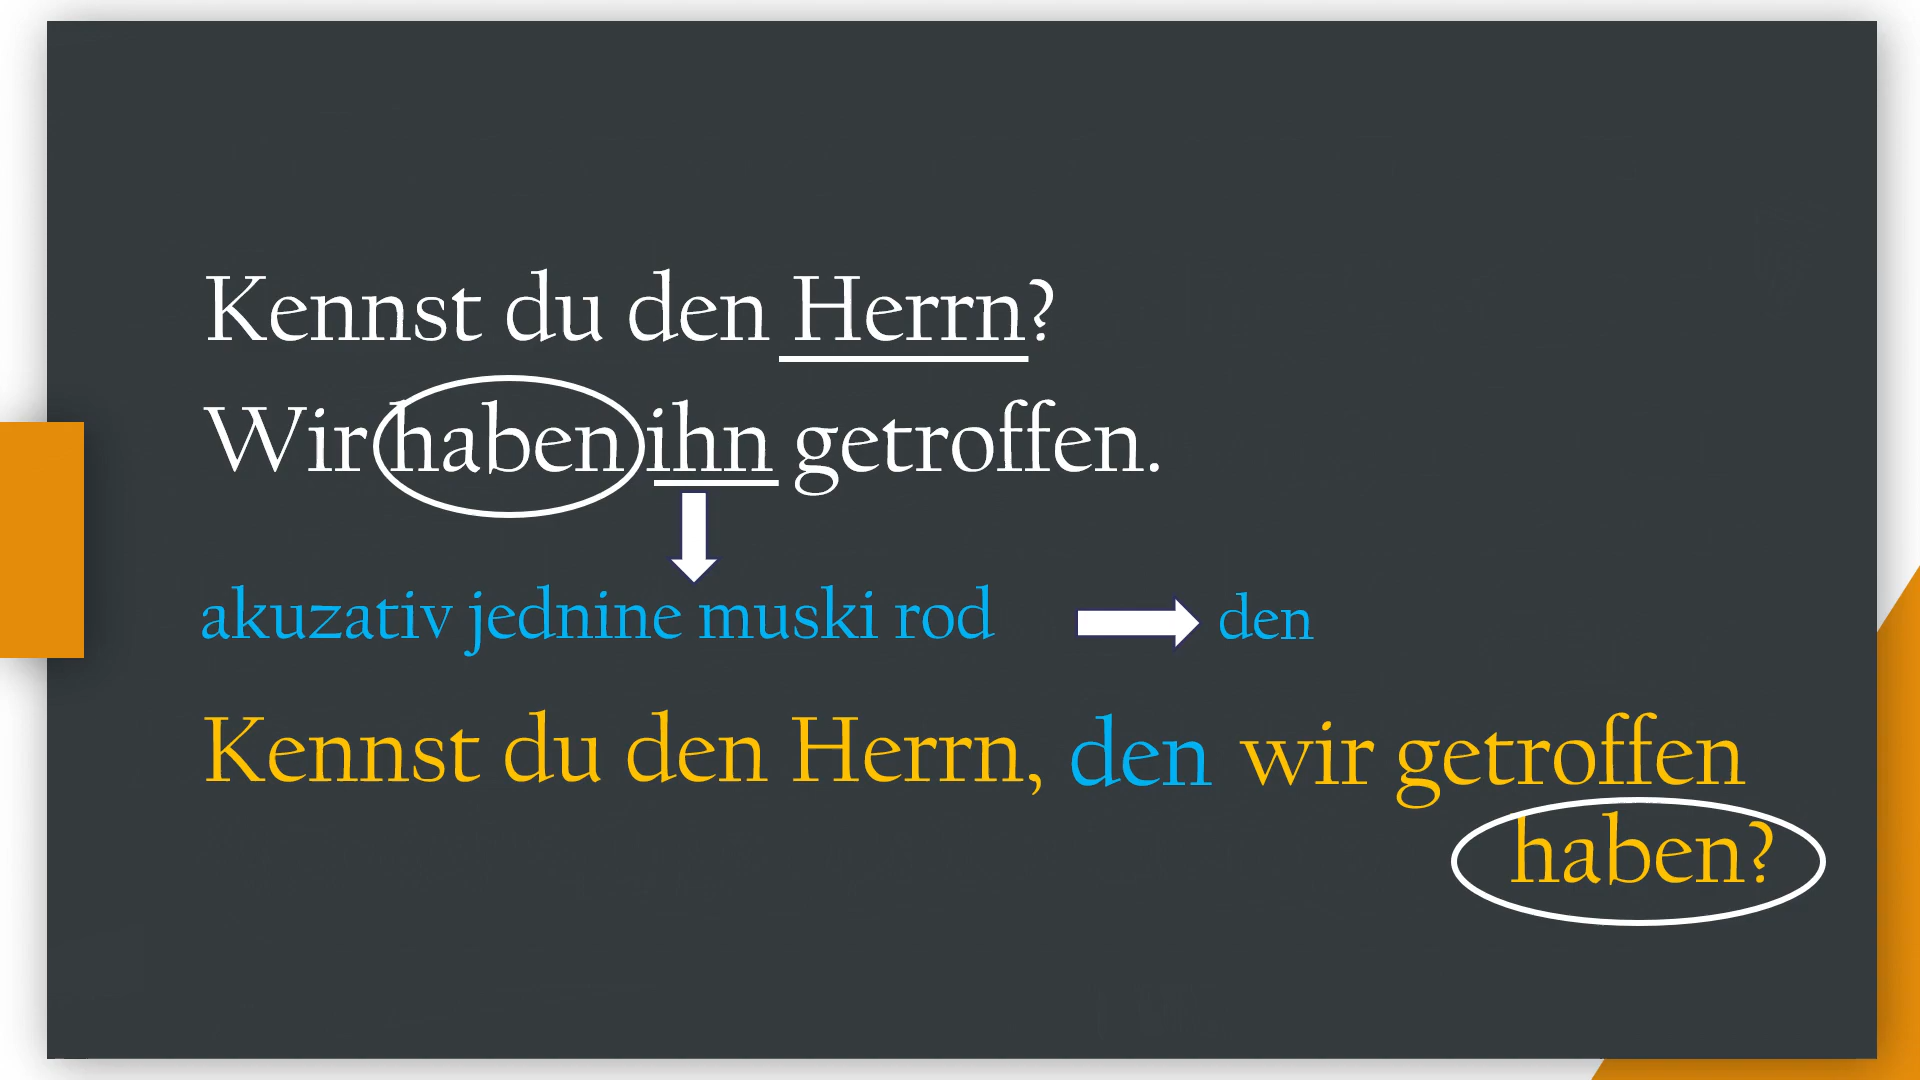 Kennst du den Herrn?
Wir haben ihn getroffen.
akuzativ jednine muski rod den
Kennst du den Herrn, den wir getroffen
haben?